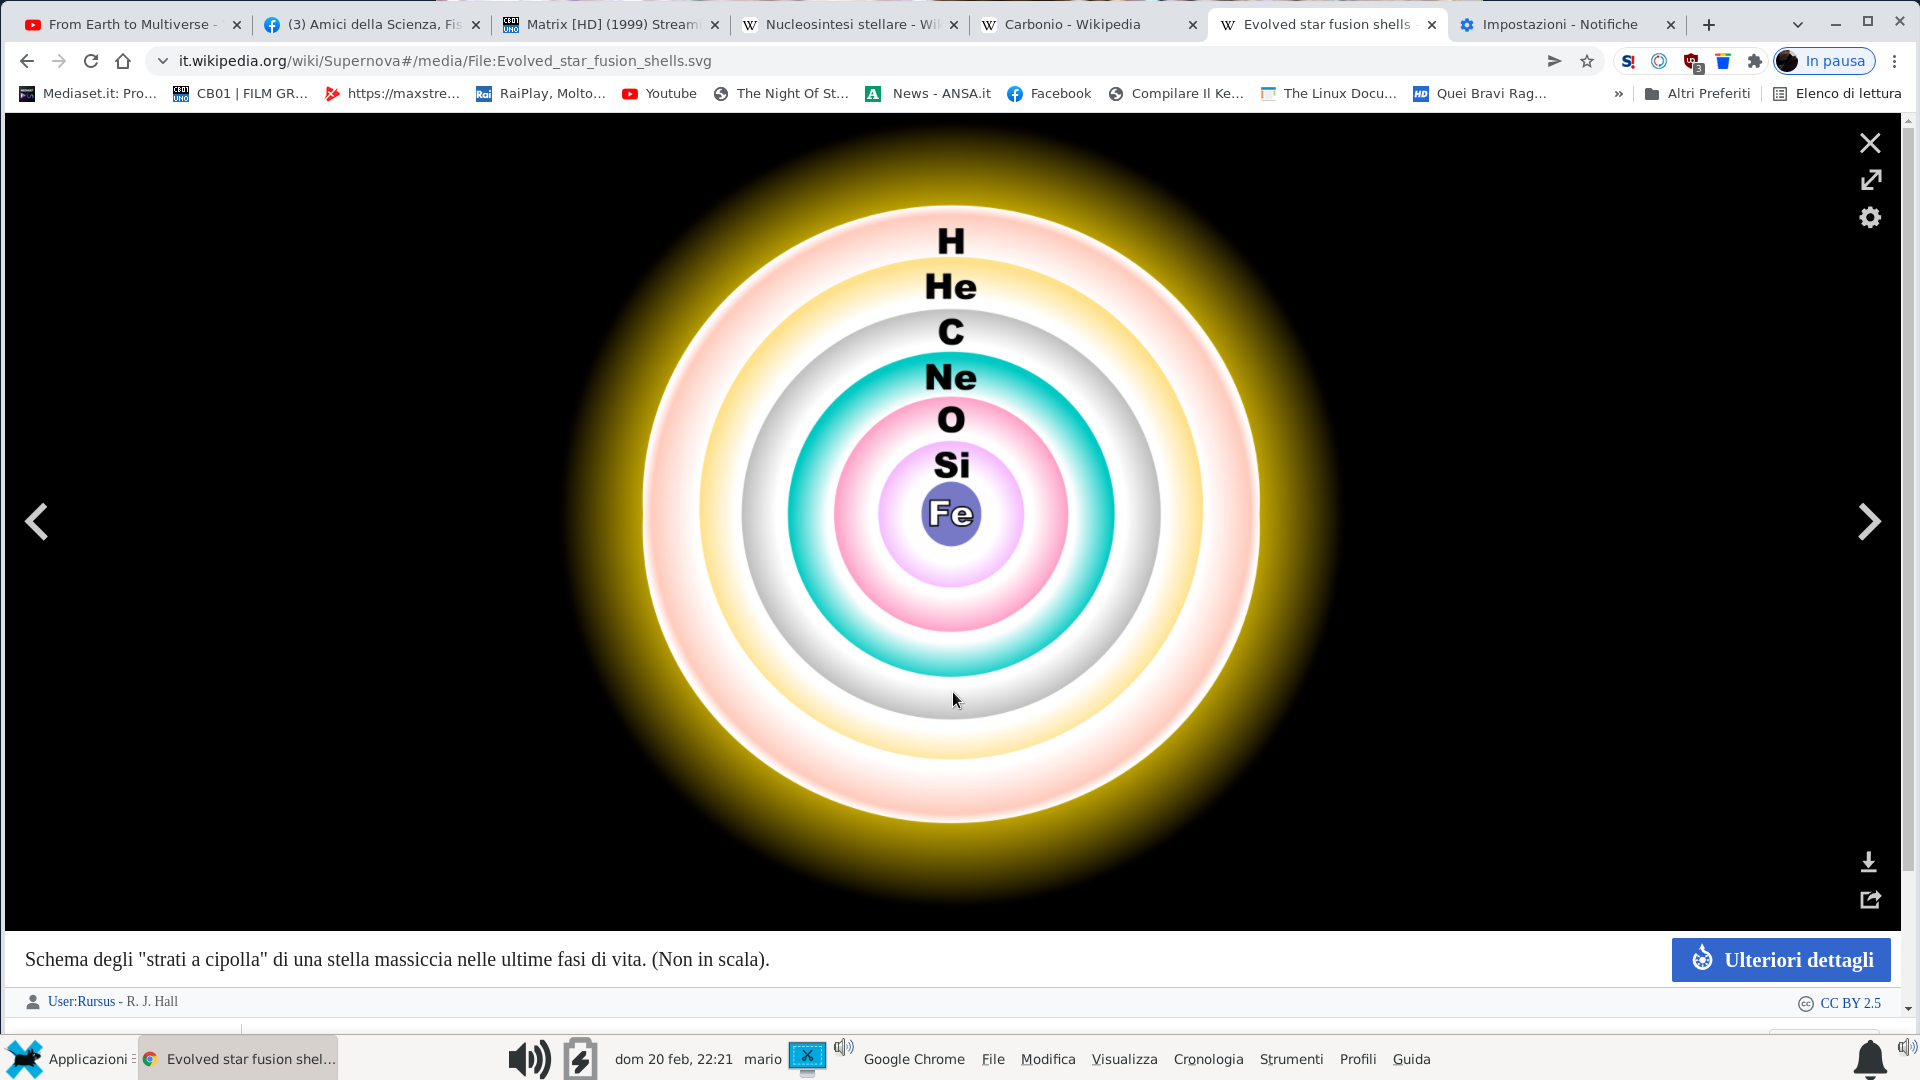 From Earth to Multiverse -
(3) Amici della Scienza, Fis
Matrix [HD] (1999) Streami
Nucleosintesi stellare - Wik
Carbonio - Wikipedia
Evolved star fusion shells -
Impostazioni - Notifiche
it.wikipedia.org/wiki/Supernova#/media/File:Evolved_star_fusion_shells.svg
S!
3
In pausa
Mediaset.it: Pro...
CB01 | FILM GR...
https://maxstre...
Rai
RaiPlay, Molto...
Youtube
The Night Of St...
A
News - ANSA.it
Facebook
Compilare Il Ke...
The Linux Docu...
HD
Quei Bravi Rag...
»
Altri Preferiti
Elenco di lettura
H
He
C
Ne
O
Si
Fe
Schema degli "strati a cipolla" di una stella massiccia nelle ultime fasi di vita. (Non in scala).
Ulteriori dettagli
User:Rursus - R. J. Hall
CC BY 2.5
Applicazioni
Evolved star fusion shel...
dom 20 feb, 22:21
mario
Google Chrome
File
Modifica
Visualizza
Cronologia
Strumenti
Profili
Guida